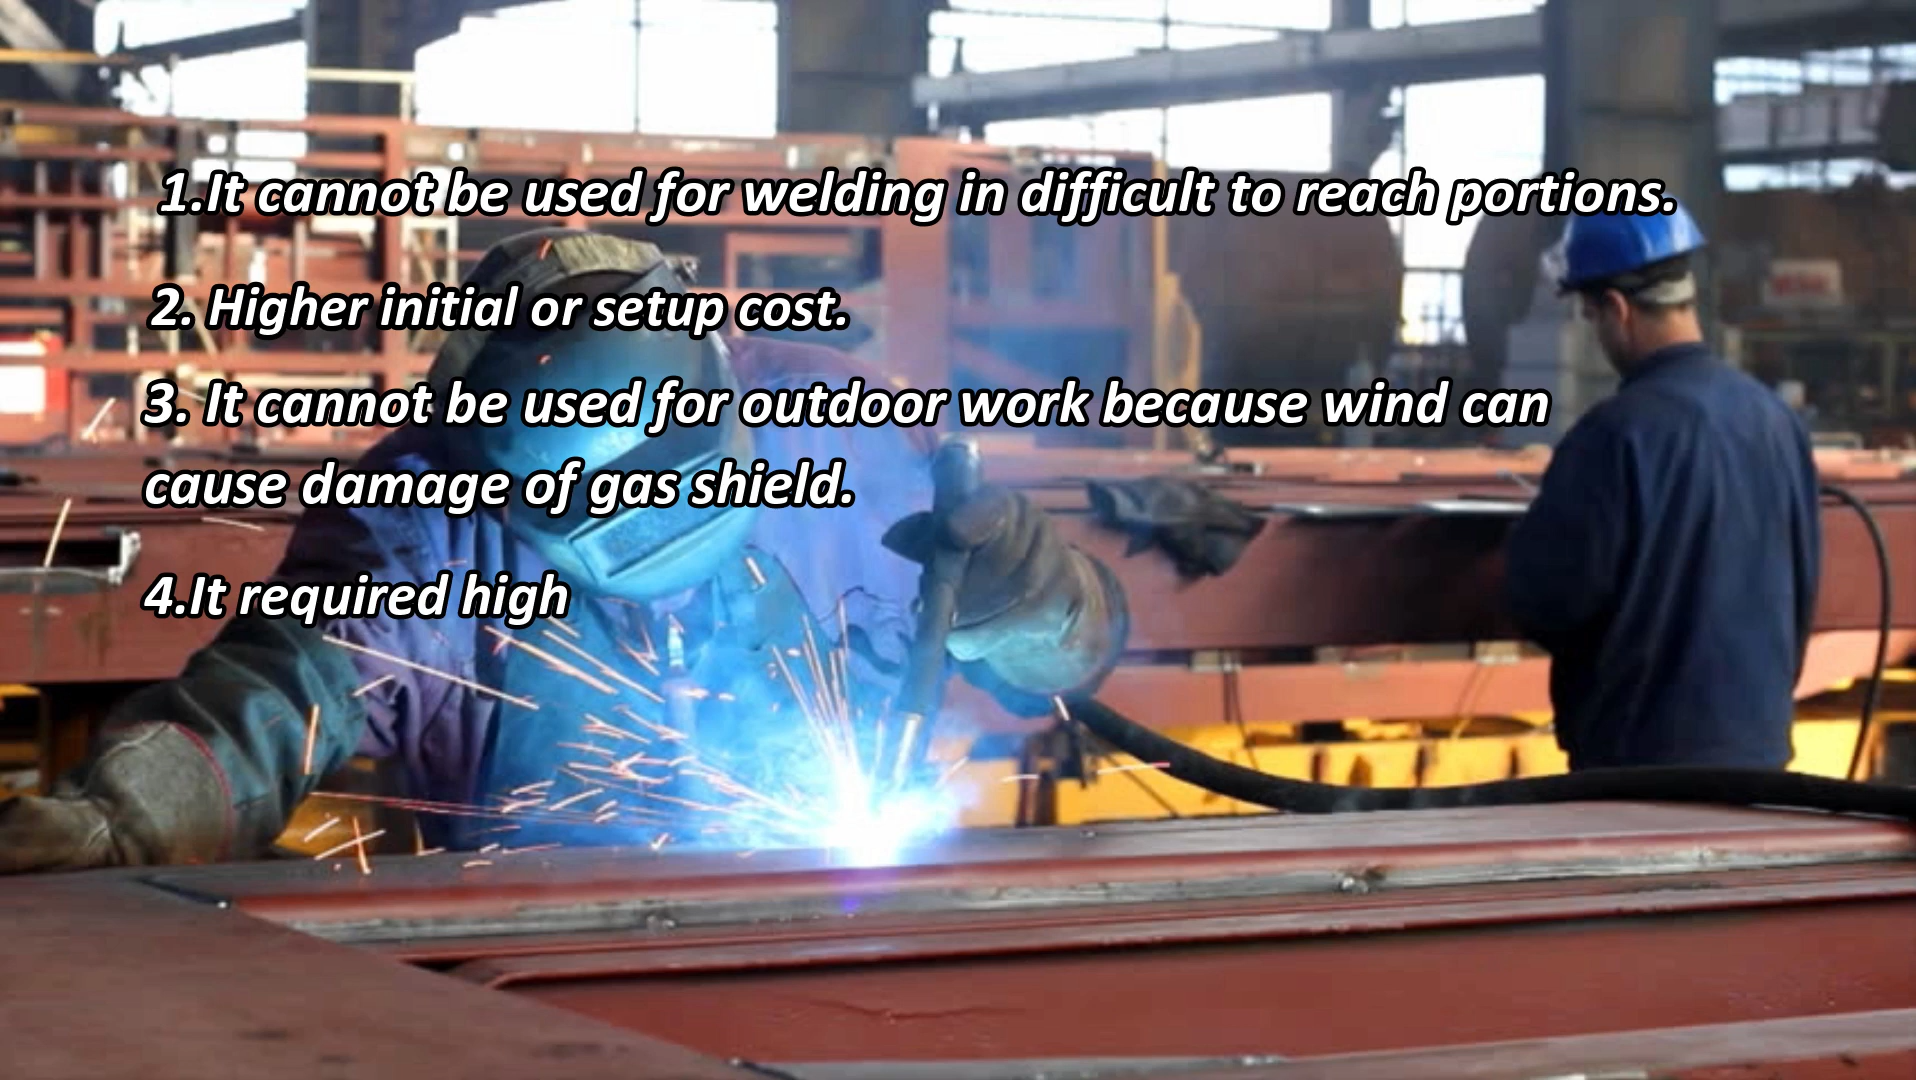 1.It cannot be used for welding in difficult to reach portions.
2. Higher initial or setup cost.
3. It cannot be used for outdoor work because wind can
cause damage of gas shield.
4.It required high